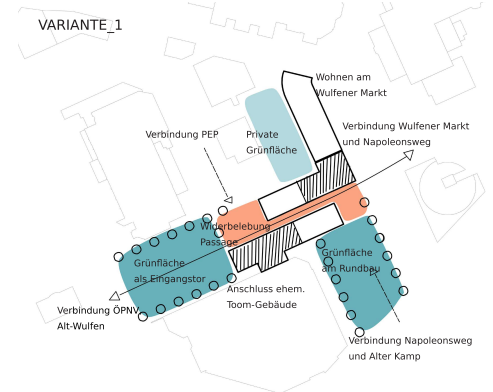 VARIANTE_1
Wohnen am
Wulfener Markt
Verbindung PEP
Private
Grünfläche
Verbindung Wulfener Markt
und Napoleonsweg
Widerbelebung
Passage
Grünfläche
als Eingangstor
Grünfläche
am Rundbau
Anschluss ehem.
Toom-Gebäude
Verbindung ÖPNV
Alt-Wulfen
Verbindung Napoleonsweg
und Alter Kamp